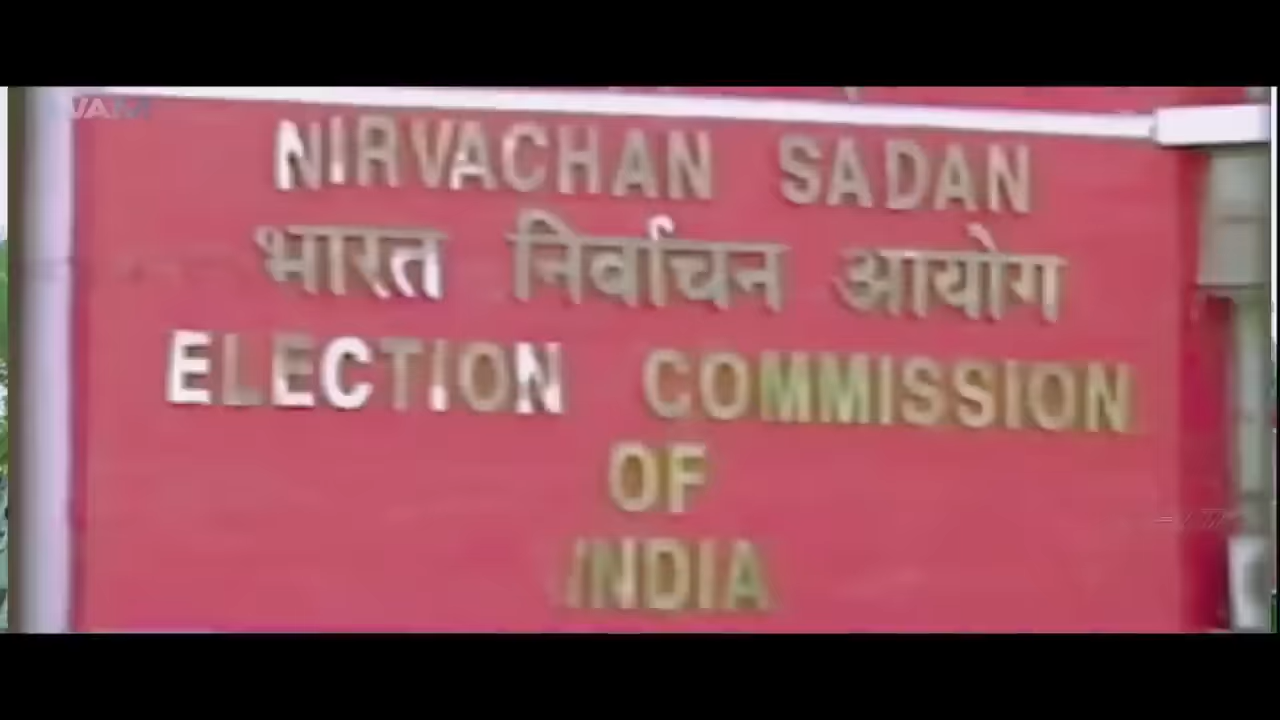 NIRVACHAN SADAN
भारत निर्वाचन आयोग
ELECTION COMMISSION
OF
INDIA